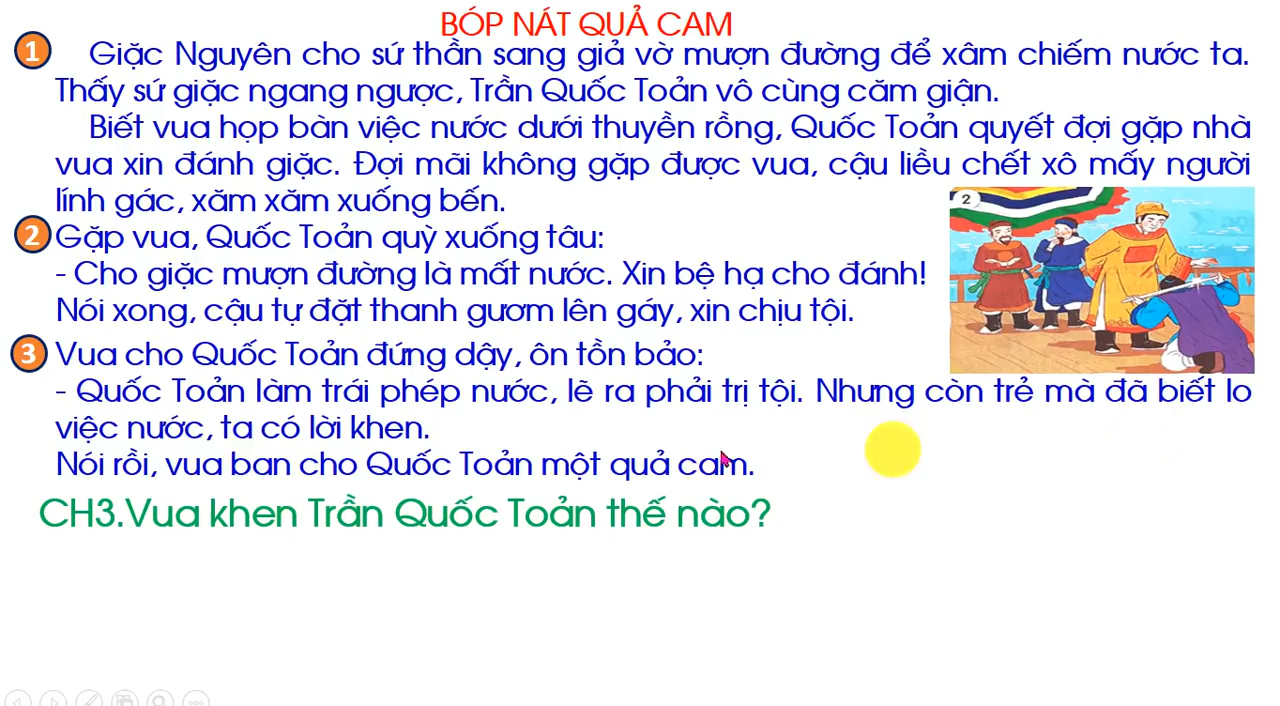 BÓP NÁT QUẢ CAM
1 Giặc Nguyên cho sứ thần sang giả vờ mượn đường để xâm chiếm nước ta.
Thấy sứ giặc ngang ngược, Trần Quốc Toản vô cùng căm giận.
Biết vua họp bàn việc nước dưới thuyền rồng, Quốc Toản quyết đợi gặp nhà
vua xin đánh giặc. Đợi mãi không gặp được vua, cậu liều chết xô mấy người
lính gác, xăm xăm xuống bến.
2
2 Gặp vua, Quốc Toản quỳ xuống tâu:
- Cho giặc mượn đường là mất nước. Xin bệ hạ cho đánh!
Nói xong, cậu tự đặt thanh gươm lên gáy, xin chịu tội.
3 Vua cho Quốc Toản đứng dậy, ôn tồn bảo:
- Quốc Toản làm trái phép nước, lẽ ra phải trị tội. Nhưng còn trẻ mà đã biết lo
việc nước, ta có lời khen.
Nói rồi, vua ban cho Quốc Toản một quả cam.
CH3.Vua khen Trần Quốc Toản thế nào?